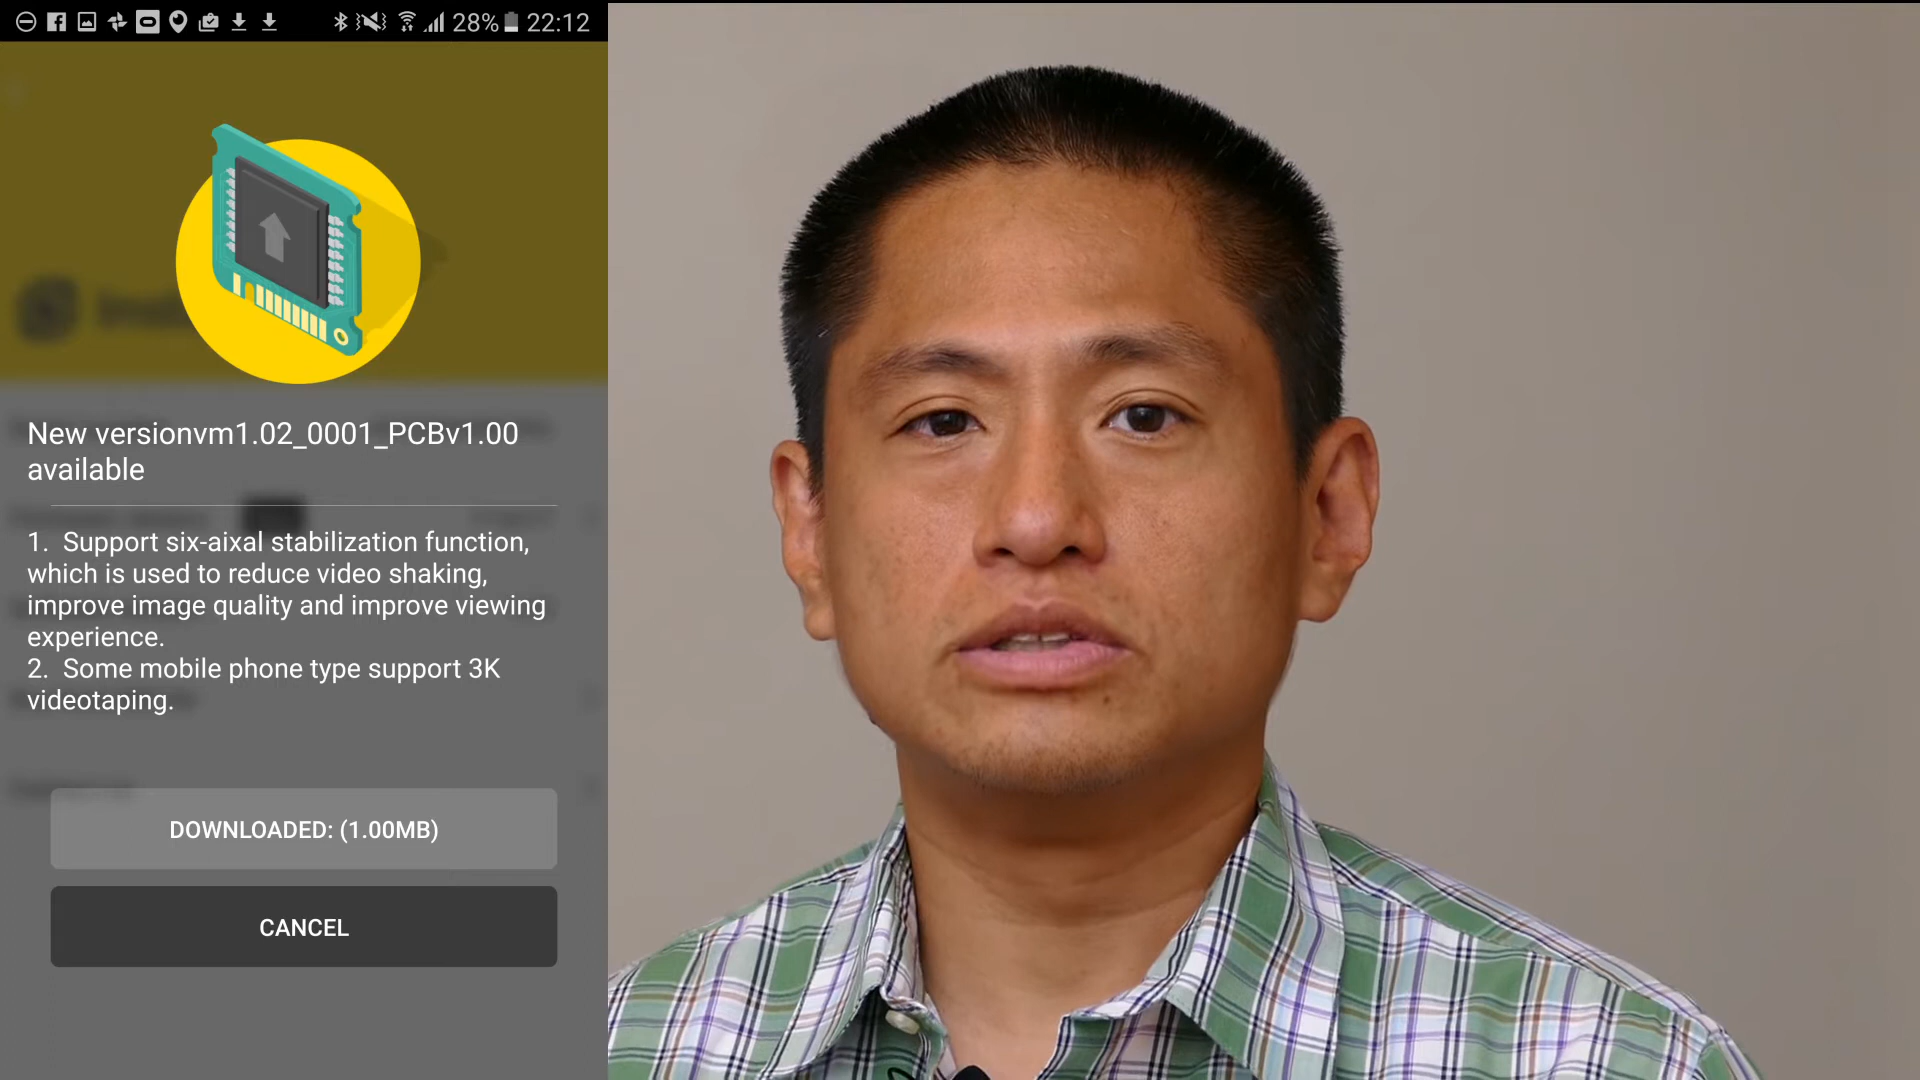 28% 22:12
New versionvm1.02_0001_PCBv1.00
available
1. Support six-aixal stabilization function,
which is used to reduce video shaking,
improve image quality and improve viewing
experience.
2. Some mobile phone type support 3K
videotaping.
DOWNLOADED: (1.00MB)
CANCEL